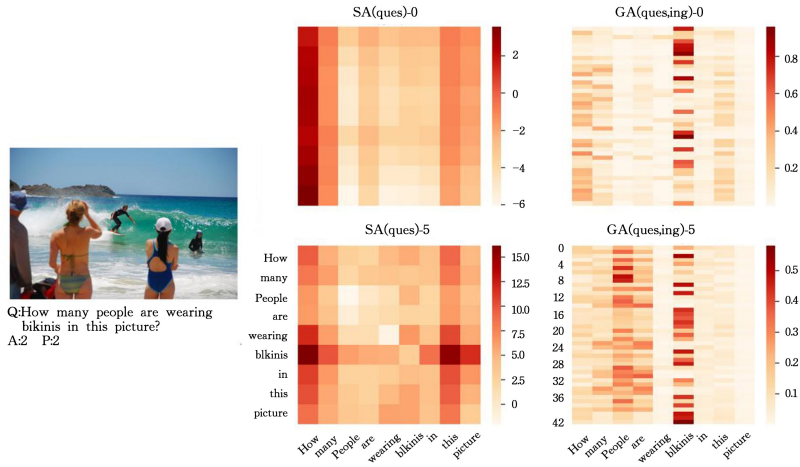 SA(ques)-0
GA(ques,ing)-0
2
0
−2
−4
−6
0.8
0.6
0.4
0.2
Q:How many people are wearing
bikinis in this picture?
A:2 P:2
SA(ques)-5
GA(ques,ing)-5
How
many
People
are
wearing
blkinis
in
this
picture
15.0
12.5
10.0
7.5
5.0
2.5
0
0
4
8
12
16
20
24
28
32
36
42
0.5
0.4
0.3
0.2
0.1
How many People are wearing blkinis in this picture
How many People are wearing blkinis in this picture